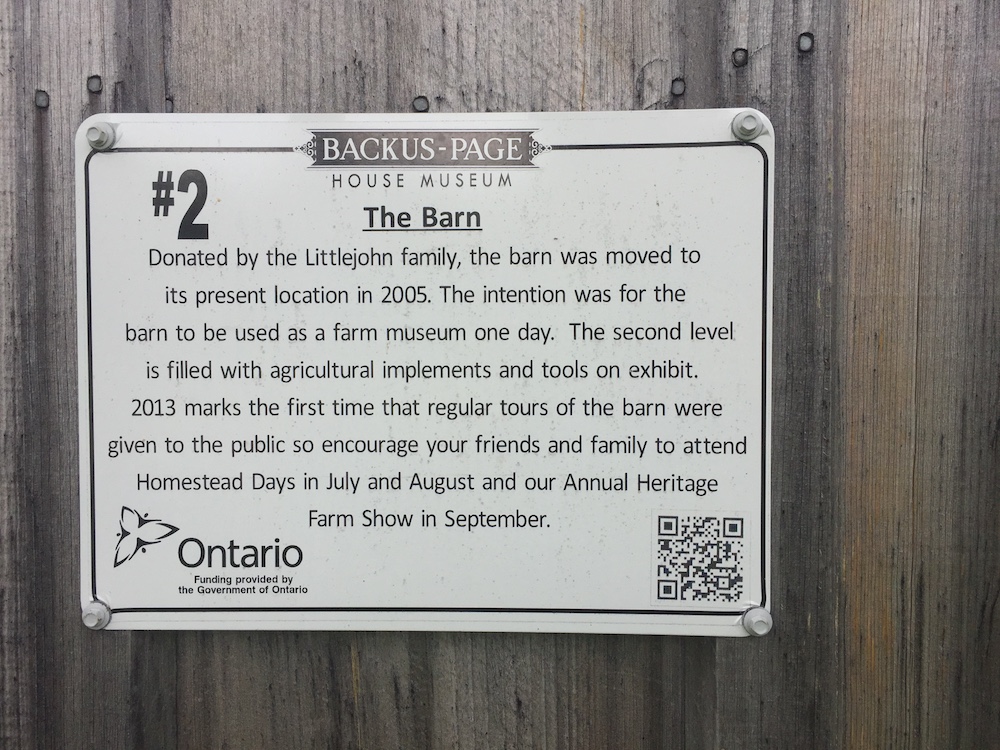 BACKUS-PAGE
HOUSE MUSEUM
#2
The Barn
Donated by the Littlejohn family, the barn was moved to
its present location in 2005. The intention was for the
barn to be used as a farm museum one day. The second level
is filled with agricultural implements and tools on exhibit.
2013 marks the first time that regular tours of the barn were
given to the public so encourage your friends and family to attend
Homestead Days in July and August and our Annual Heritage
Farm Show in September.
Ontario
Funding provided by
the Government of Ontario